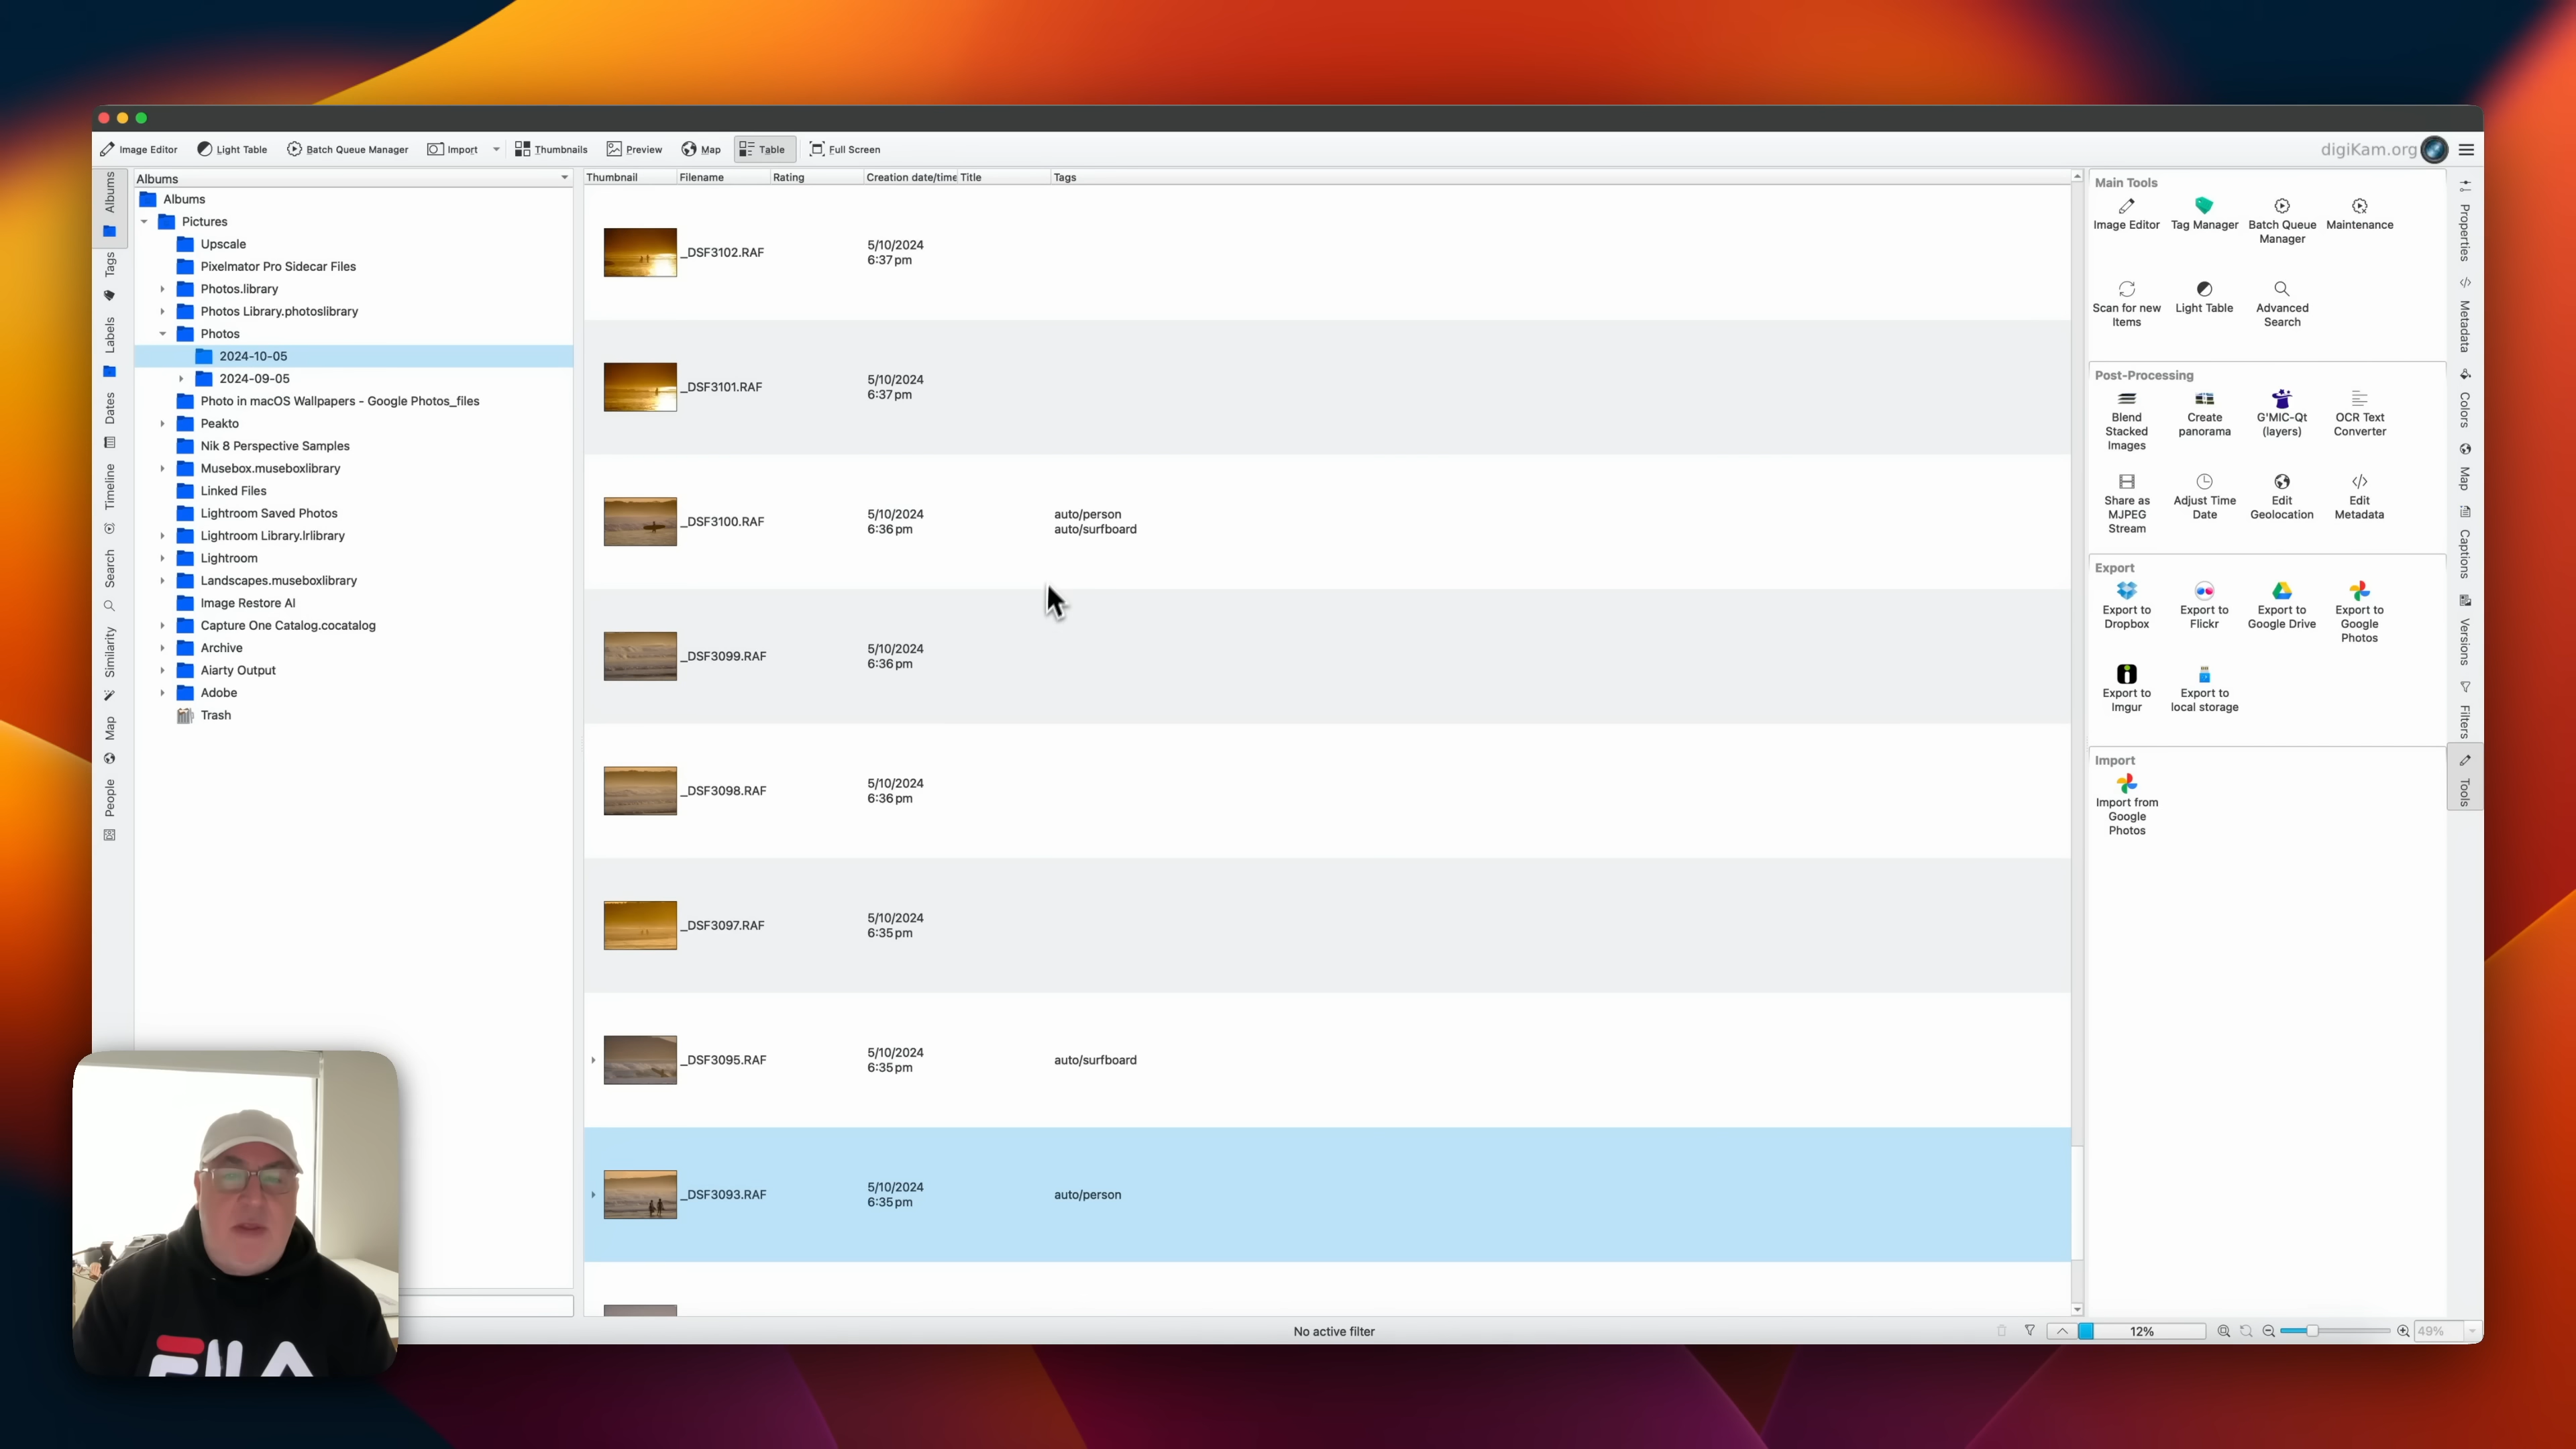 Image Editor
Light Table
Batch Queue Manager
Import
Thumbnails
Preview
Map
Table
Full Screen
digiKam.org
Albums
Tags
Labels
Dates
Timeline
Search
Similarity
Map
People
Albums
Albums
Pictures
Upscale
Pixelmator Pro Sidecar Files
Photos.library
Photos Library.photoslibrary
Photos
2024-10-05
2024-09-05
Photo in macOS Wallpapers - Google Photos_files
Peakto
Nik 8 Perspective Samples
Musebox.museboxlibrary
Linked Files
Lightroom Saved Photos
Lightroom Library.lrlibrary
Lightroom
Landscapes.museboxlibrary
Image Restore AI
Capture One Catalog.cocatalog
Archive
Aiarty Output
Adobe
Trash
Thumbnail Filename Rating Creation date/time Title Tags
_DSF3102.RAF
5/10/2024
6:37 pm
_DSF3101.RAF
5/10/2024
6:37 pm
_DSF3100.RAF
5/10/2024
6:36 pm
auto/person
auto/surfboard
_DSF3099.RAF
5/10/2024
6:36 pm
_DSF3098.RAF
5/10/2024
6:36 pm
_DSF3097.RAF
5/10/2024
6:35 pm
_DSF3095.RAF
5/10/2024
6:35 pm
auto/surfboard
_DSF3093.RAF
5/10/2024
6:35 pm
auto/person
Main Tools
Image Editor
Tag Manager
Batch Queue
Manager
Maintenance
Scan for new
Items
Light Table
Advanced
Search
Post-Processing
Blend
Stacked
Images
Create
panorama
G'MIC-Qt
(layers)
OCR Text
Converter
Share as
MJPEG
Stream
Adjust Time
Date
Edit
Geolocation
Edit
Metadata
Export
Export to
Dropbox
Export to
Flickr
Export to
Google Drive
Export to
Google
Photos
Export to
Imgur
Export to
local storage
Import
Import from
Google
Photos
Properties
Metadata
Colors
Map
Captions
Versions
Filters
Tools
No active filter
12%
49%
FILA